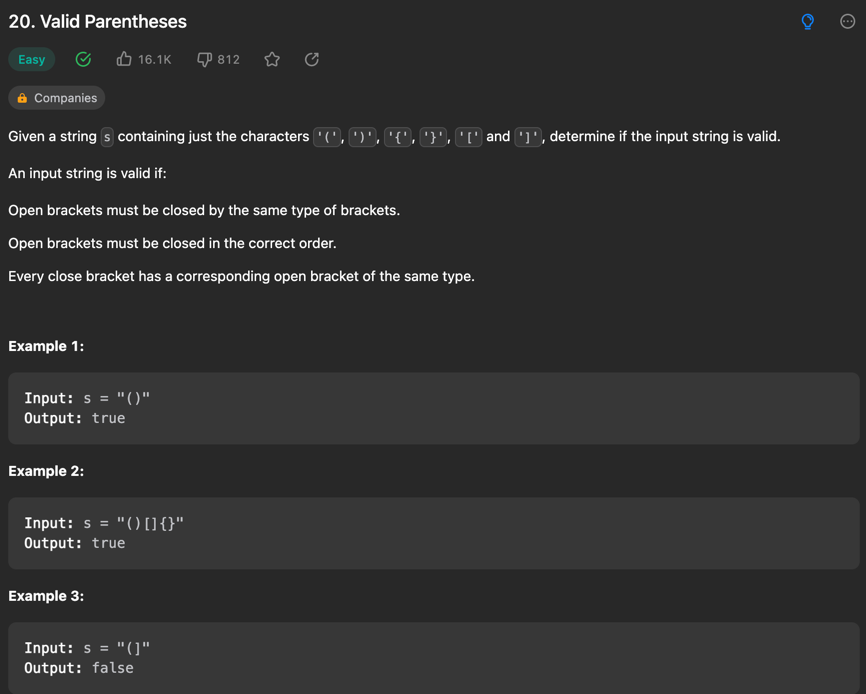 20. Valid Parentheses
Easy 16.1K 812
Companies
Given a string s containing just the characters '(', ')', '{', '}', '[' and ']', determine if the input string is valid.
An input string is valid if:
Open brackets must be closed by the same type of brackets.
Open brackets must be closed in the correct order.
Every close bracket has a corresponding open bracket of the same type.
Example 1:
Input: s = "()"
Output: true
Example 2:
Input: s = "()[]{}"
Output: true
Example 3:
Input: s = "(]"
Output: false